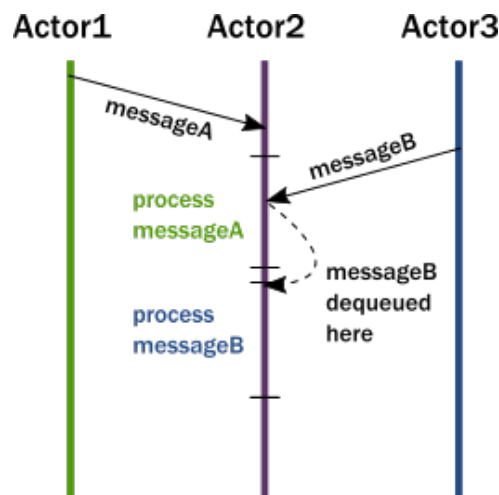 Actor1 Actor2 Actor3
messageA
messageB
process
messageA
messageB
dequeued
here
process
messageB